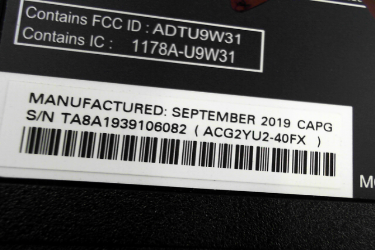 Contains FCC ID : ADTU9W31
Contains IC : 1178A-U9W31
MANUFACTURED: SEPTEMBER 2019 CAPG
S/N TA8A1939106082 ( ACG2YU2-40FX )